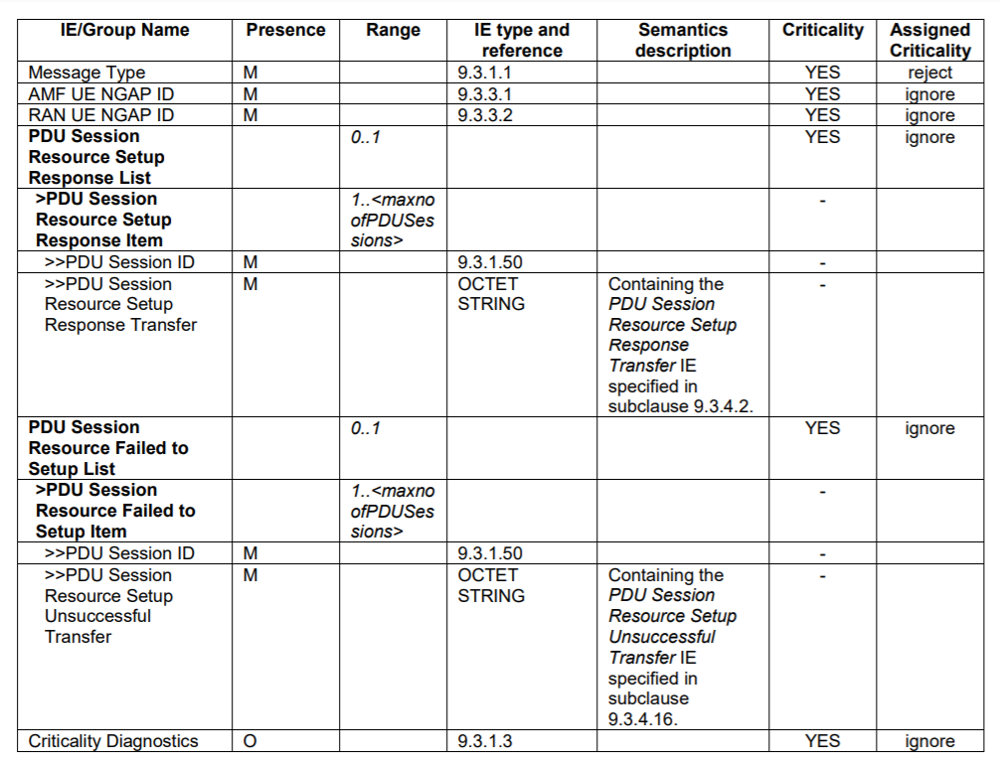 IE/Group Name Presence Range IE type and reference Semantics description Criticality Assigned Criticality
Message Type M 9.3.1.1 YES reject
AMF UE NGAP ID M 9.3.3.1 YES ignore
RAN UE NGAP ID M 9.3.3.2 YES ignore
PDU Session 0..1 YES ignore
Resource Setup
Response List
>PDU Session 1..<maxno -
Resource Setup ofPDUSes
Response Item sions>
>>PDU Session ID M 9.3.1.50 -
>>PDU Session M OCTET Containing the -
Resource Setup STRING PDU Session
Response Transfer Resource Setup
Response
Transfer IE
specified in
subclause 9.3.4.2.
PDU Session 0..1 YES ignore
Resource Failed to
Setup List
>PDU Session 1..<maxno -
Resource Failed to ofPDUSes
Setup Item sions>
>>PDU Session ID M 9.3.1.50 -
>>PDU Session M OCTET Containing the -
Resource Setup STRING PDU Session
Unsuccessful Resource Setup
Transfer Unsuccessful
Transfer IE
specified in
subclause
9.3.4.16.
Criticality Diagnostics O 9.3.1.3 YES ignore